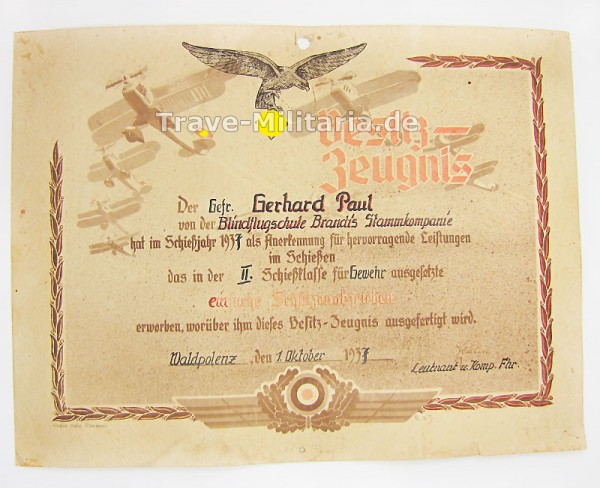 Trave-Militaria.de
Besitz-
Zeugnis
Der Gefr. Gerhard Paul
von der Blindflugschule Brandis Stammkompanie
hat im Schießjahr 1937 als Anerkennung für hervorragende Leistungen
im Schießen
das in der II. Schießklasse für Gewehr ausgesetzte
Schützenabzeichen
erworben, worüber ihm dieses Besitz-Zeugnis ausgefertigt wird.
Waldpolenz, den 1. Oktober 1937
Leutnant u. Komp. Fhr